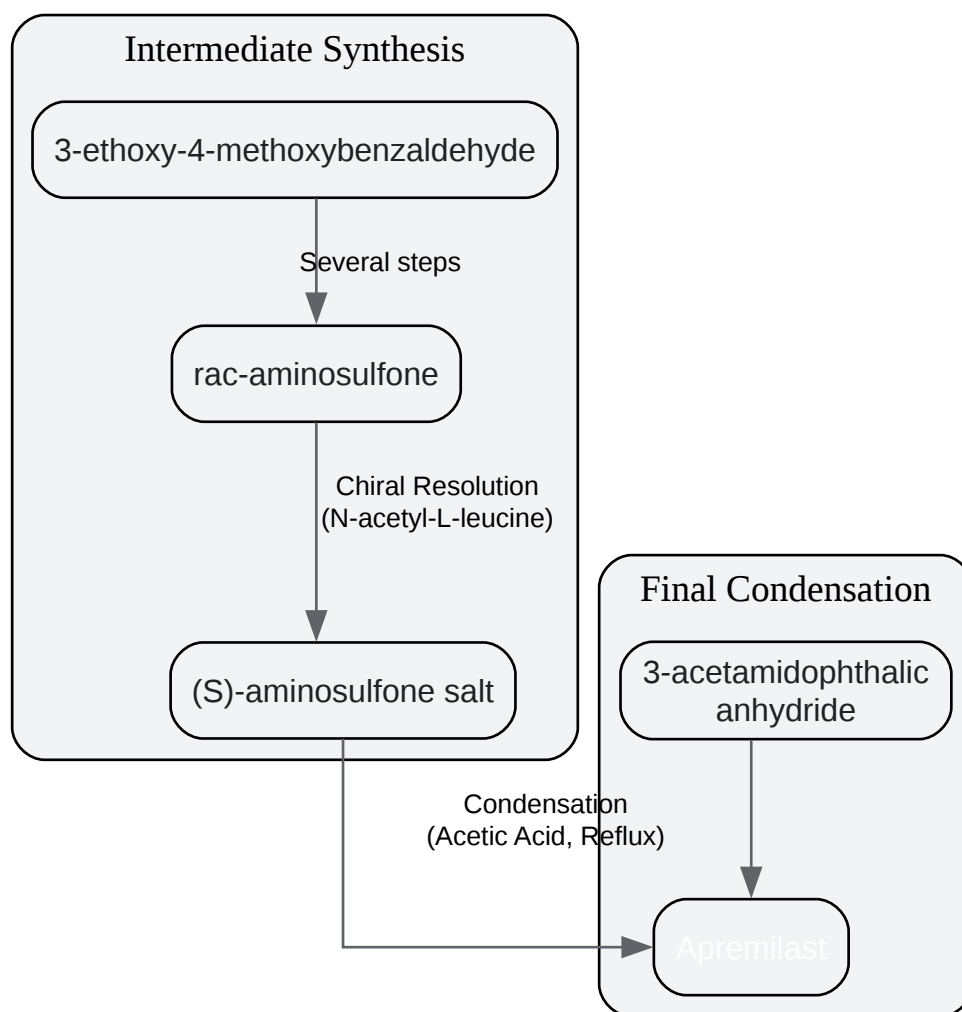 Intermediate Synthesis
3-ethoxy-4-methoxybenzaldehyde
Several steps
rac-aminosulfone
Chiral Resolution
(N-acetyl-L-leucine)
(S)-aminosulfone salt
Final Condensation
3-acetamidophthalic
anhydride
Condensation
(Acetic Acid, Reflux)
Apremilast